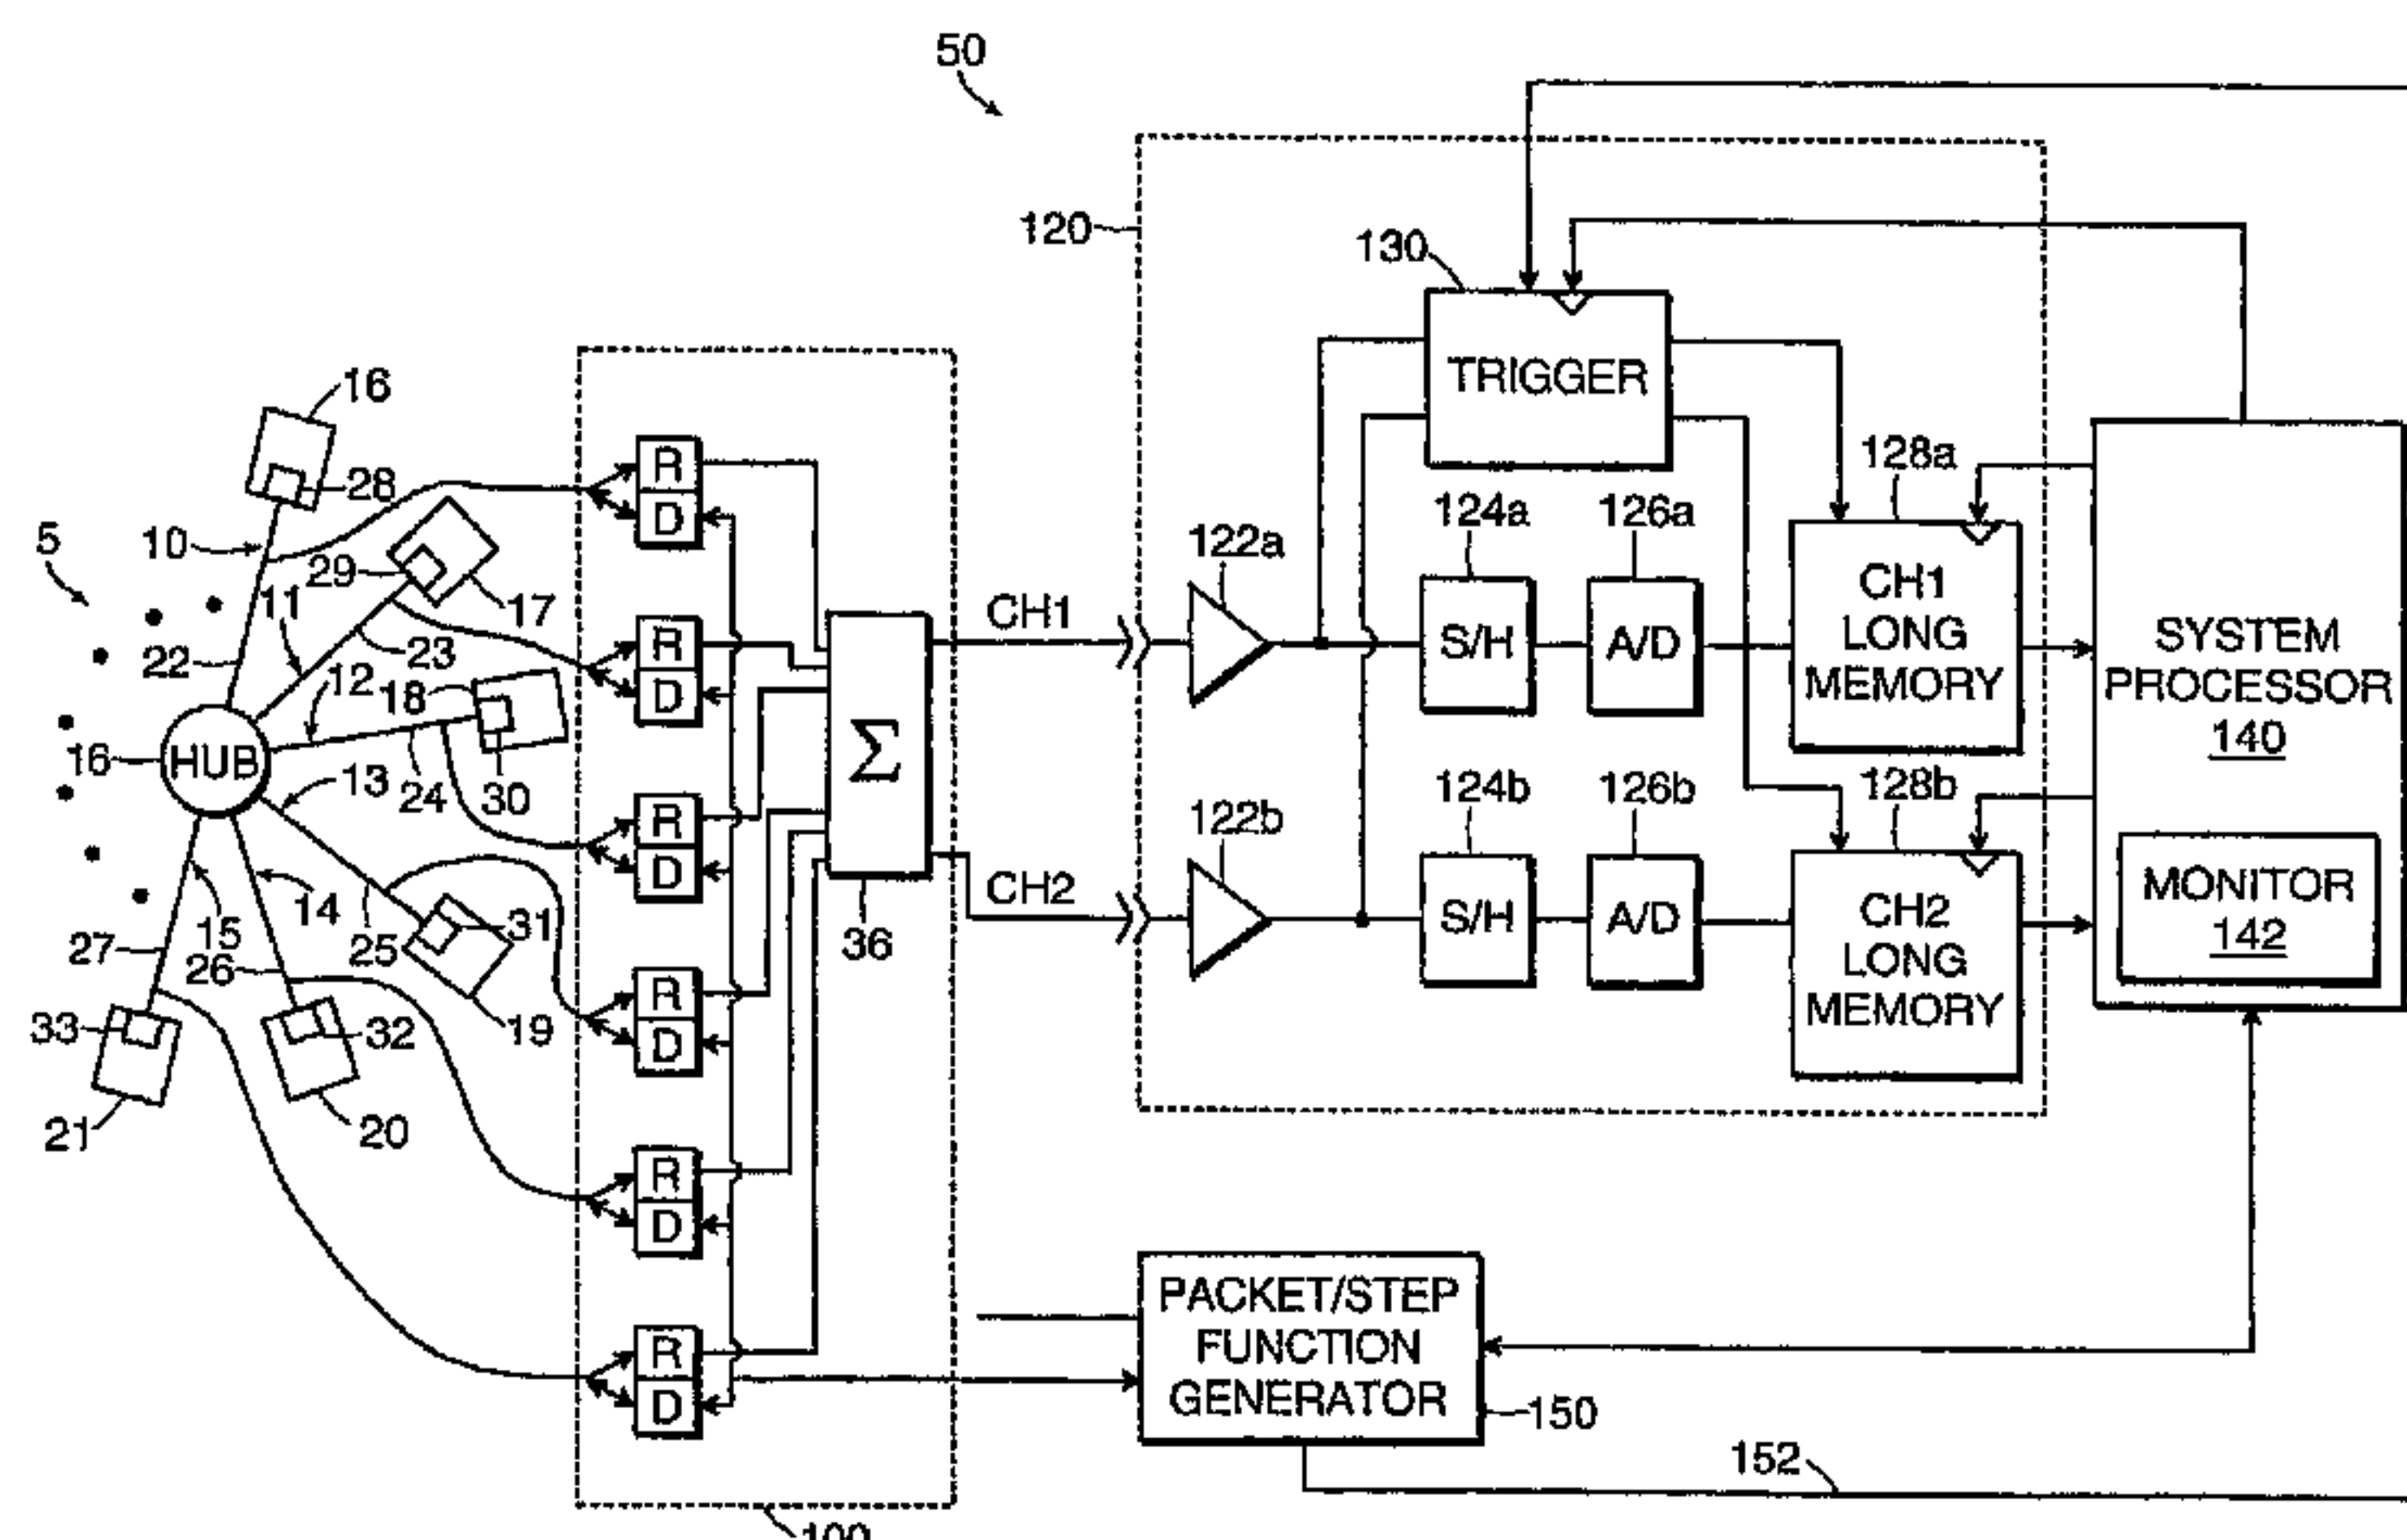 50
120
130
TRIGGER
16
28
10
5
29
17
11
23
22
12
18
16
HUB
13
24
30
14
15
27
26
25
31
33
32
19
21
20
R
D
R
D
R
D
R
D
R
D
R
D
Σ
36
CH1
CH2
122a
124a
126a
128a
S/H
A/D
CH1
LONG
MEMORY
122b
124b
126b
128b
S/H
A/D
CH2
LONG
MEMORY
SYSTEM
PROCESSOR
140
MONITOR
142
PACKET/STEP
FUNCTION
GENERATOR
150
152
100